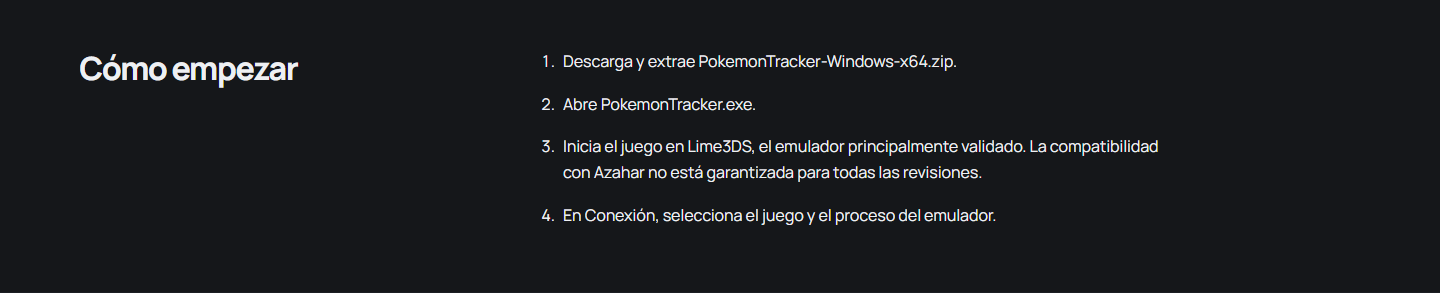 Cómo empezar
1. Descarga y extrae PokemonTracker-Windows-x64.zip.
2. Abre PokemonTracker.exe.
3. Inicia el juego en Lime3DS, el emulador principalmente validado. La compatibilidad
con Azahar no está garantizada para todas las revisiones.
4. En Conexión, selecciona el juego y el proceso del emulador.